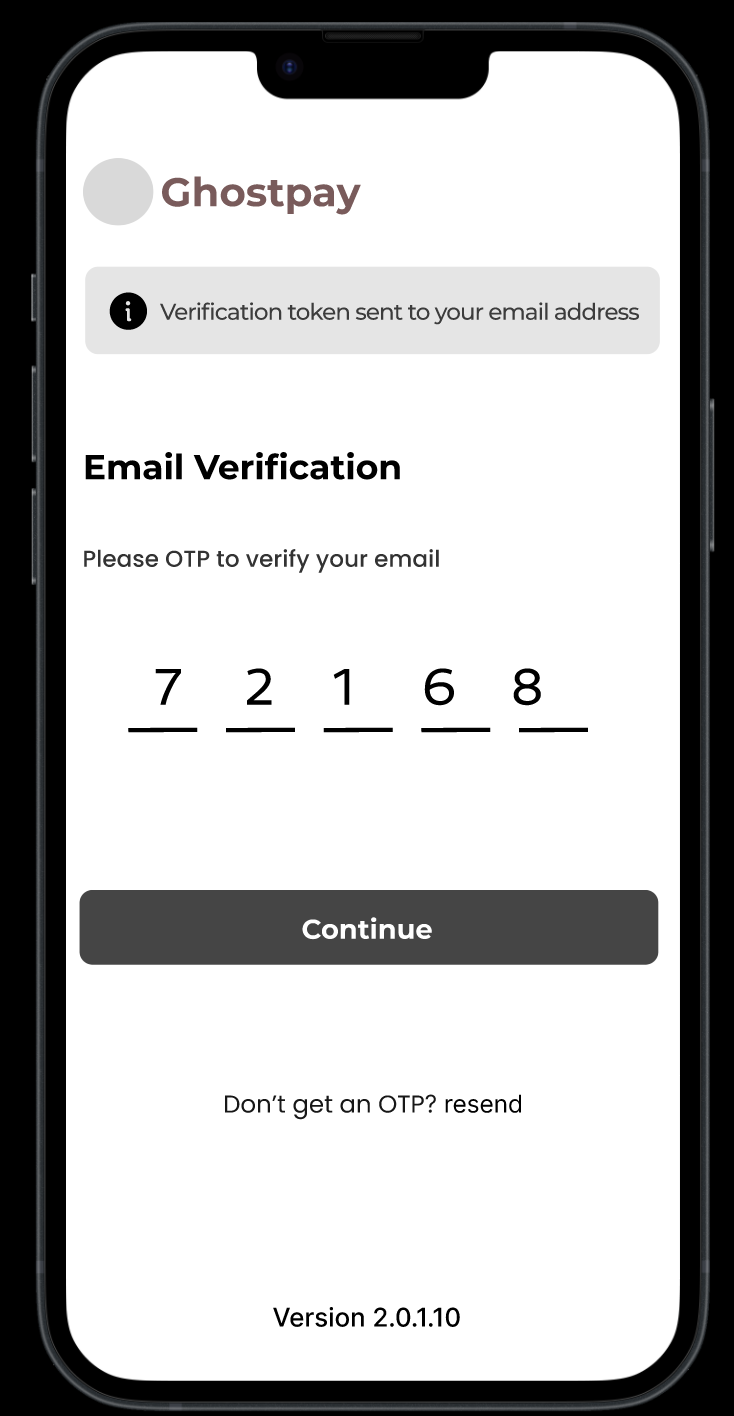 Ghostpay
Verification token sent to your email address
Email Verification
Please OTP to verify your email
7 2 1 6 8
Continue
Don't get an OTP? resend
Version 2.0.1.10